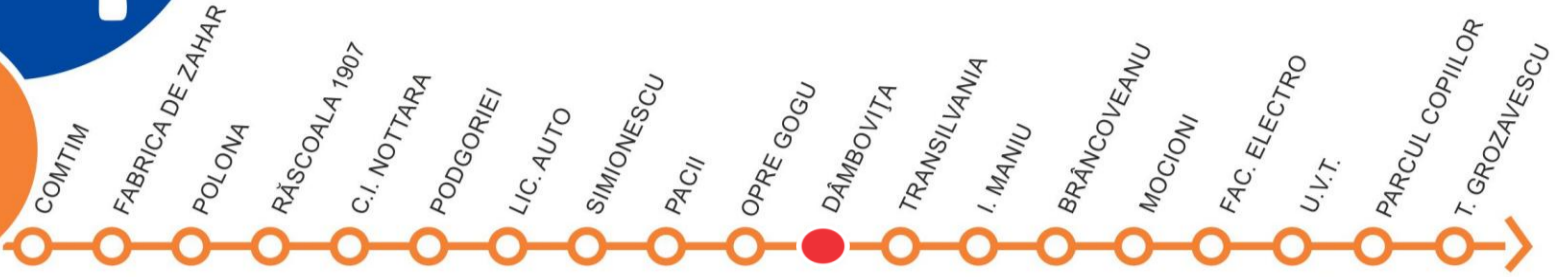 COMTIM
FABRICA DE ZAHAR
POLONA
RĂSCOALA 1907
C.I. NOTTARA
PODGORIEI
LIC. AUTO
SIMIONESCU
PACII
OPRE GOGU
DÂMBOVIŢA
TRANSILVANIA
I. MANIU
BRÂNCOVEANU
MOCIONI
FAC. ELECTRO
U.V.T.
PARCUL COPIILOR
T. GROZAVESCU